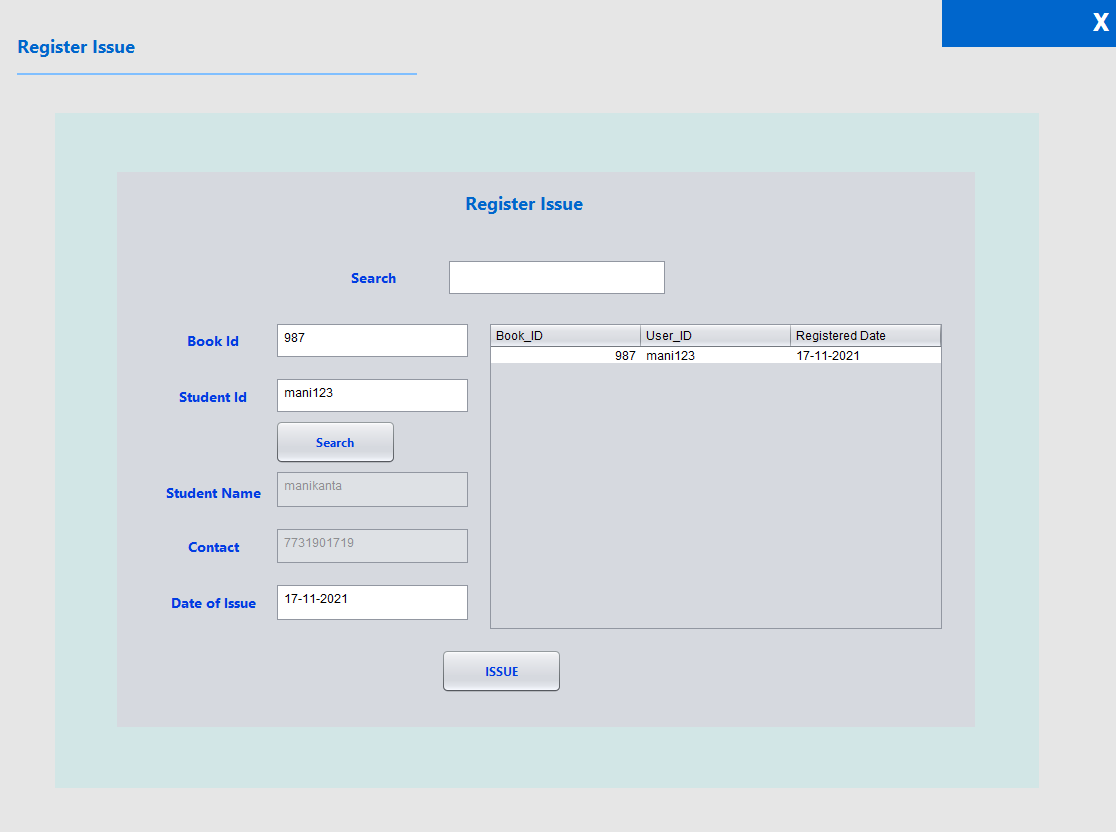 X
Register Issue
Register Issue
Search
Book Id 987
Student Id mani123
Search
Student Name manikanta
Contact 7731901719
Date of Issue 17-11-2021
Book_ID User_ID Registered Date
987 mani123 17-11-2021
ISSUE